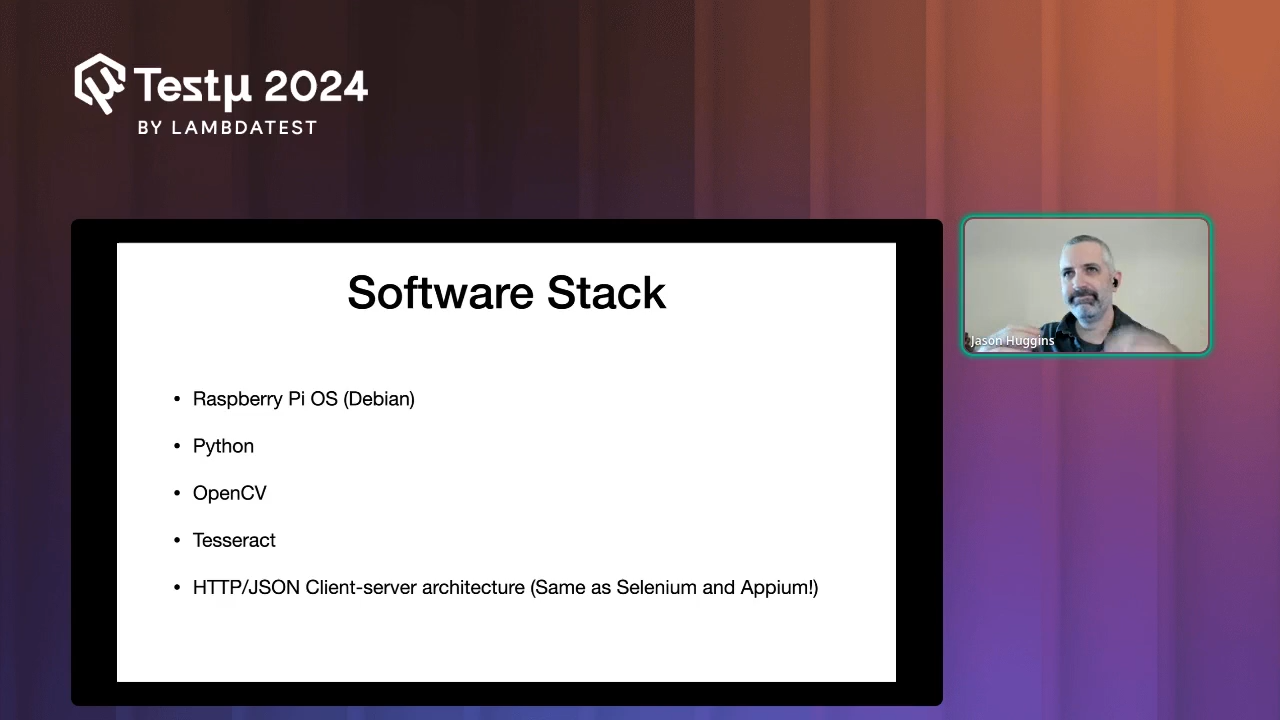 Testμ 2024
BY LAMBDATEST
Software Stack
• Raspberry Pi OS (Debian)
• Python
• OpenCV
• Tesseract
• HTTP/JSON Client-server architecture (Same as Selenium and Appium!)
Jason Huggins